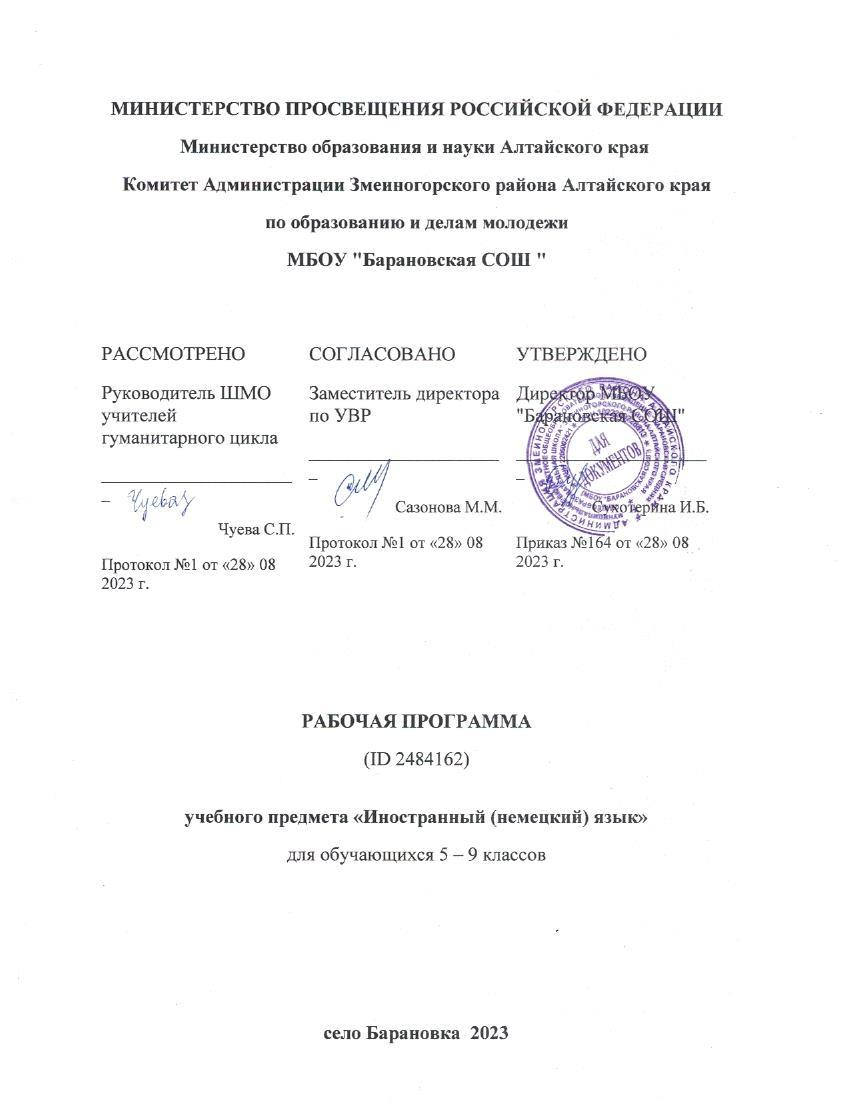 МИНИСТЕРСТВО ПРОСВЕЩЕНИЯ РОССИЙСКОЙ ФЕДЕРАЦИИ
Министерство образования и науки Алтайского края
Комитет Администрации Змеиногорского района Алтайского края
по образованию и делам молодежи
МБОУ "Барановская СОШ "
РАССМОТРЕНО
Руководитель ШМО
учителей
гуманитарного цикла
Чуева С.П.
Протокол №1 от «28» 08
2023 г.
СОГЛАСОВАНО
Заместитель директора
по УВР
Сазонова М.М.
Протокол №1 от «28» 08
2023 г.
УТВЕРЖДЕНО
Директор МБОУ
"Барановская СОШ"
ДЛЯ
ДОКУМЕНТОВ
Сухотерина И.Б.
Приказ №164 от «28» 08
2023 г.
РАБОЧАЯ ПРОГРАММА
(ID 2484162)
учебного предмета «Иностранный (немецкий) язык»
для обучающихся 5 – 9 классов
село Барановка 2023